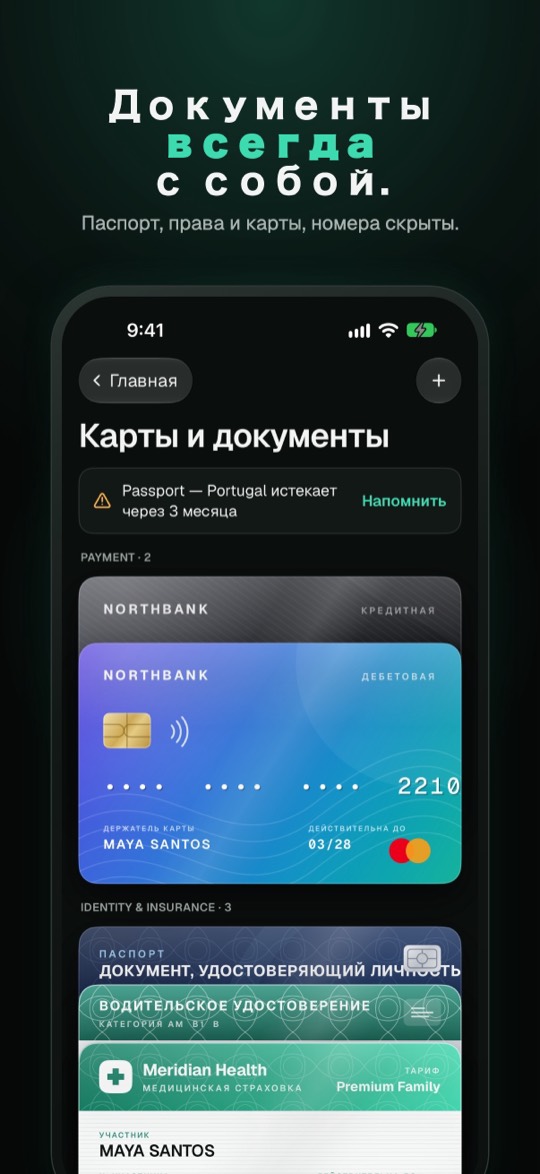 Документы
всегда
с собой.
Паспорт, права и карты, номера скрыты.
9:41
Главная
Карты и документы
Passport — Portugal истекает
через 3 месяца
Напомнить
PAYMENT · 2
NORTHBANK
КРЕДИТНАЯ
NORTHBANK
ДЕБЕТОВАЯ
•••• •••• •••• 2210
ДЕРЖАТЕЛЬ КАРТЫ
ДЕЙСТВИТЕЛЬНА ДО
MAYA SANTOS
03/28
IDENTITY & INSURANCE · 3
ПАСПОРТ
ДОКУМЕНТ, УДОСТОВЕРЯЮЩИЙ ЛИЧНОСТЬ
ВОДИТЕЛЬСКОЕ УДОСТОВЕРЕНИЕ
КАТЕГОРИЯ AM B1 B
Meridian Health
ТАРИФ
МЕДИЦИНСКАЯ СТРАХОВКА
Premium Family
УЧАСТНИК
MAYA SANTOS